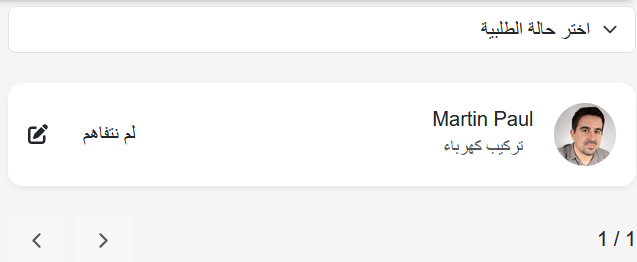 اختر حالة الطلبية
Martin Paul
تركيب كهرباء
لم نتفاهم
1 / 1